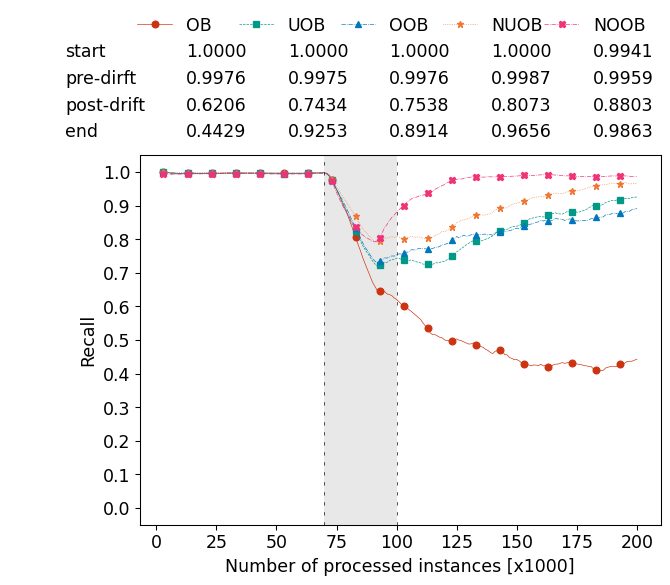 OB UOB OOB NUOB NOOB
start 1.0000 1.0000 1.0000 1.0000 0.9941
pre-dirft 0.9976 0.9975 0.9976 0.9987 0.9959
post-drift 0.6206 0.7434 0.7538 0.8073 0.8803
end 0.4429 0.9253 0.8914 0.9656 0.9863
1.0
0.9
0.8
0.7
0.6
0.5
0.4
0.3
0.2
0.1
0.0
Recall
0 25 50 75 100 125 150 175 200
Number of processed instances [x1000]